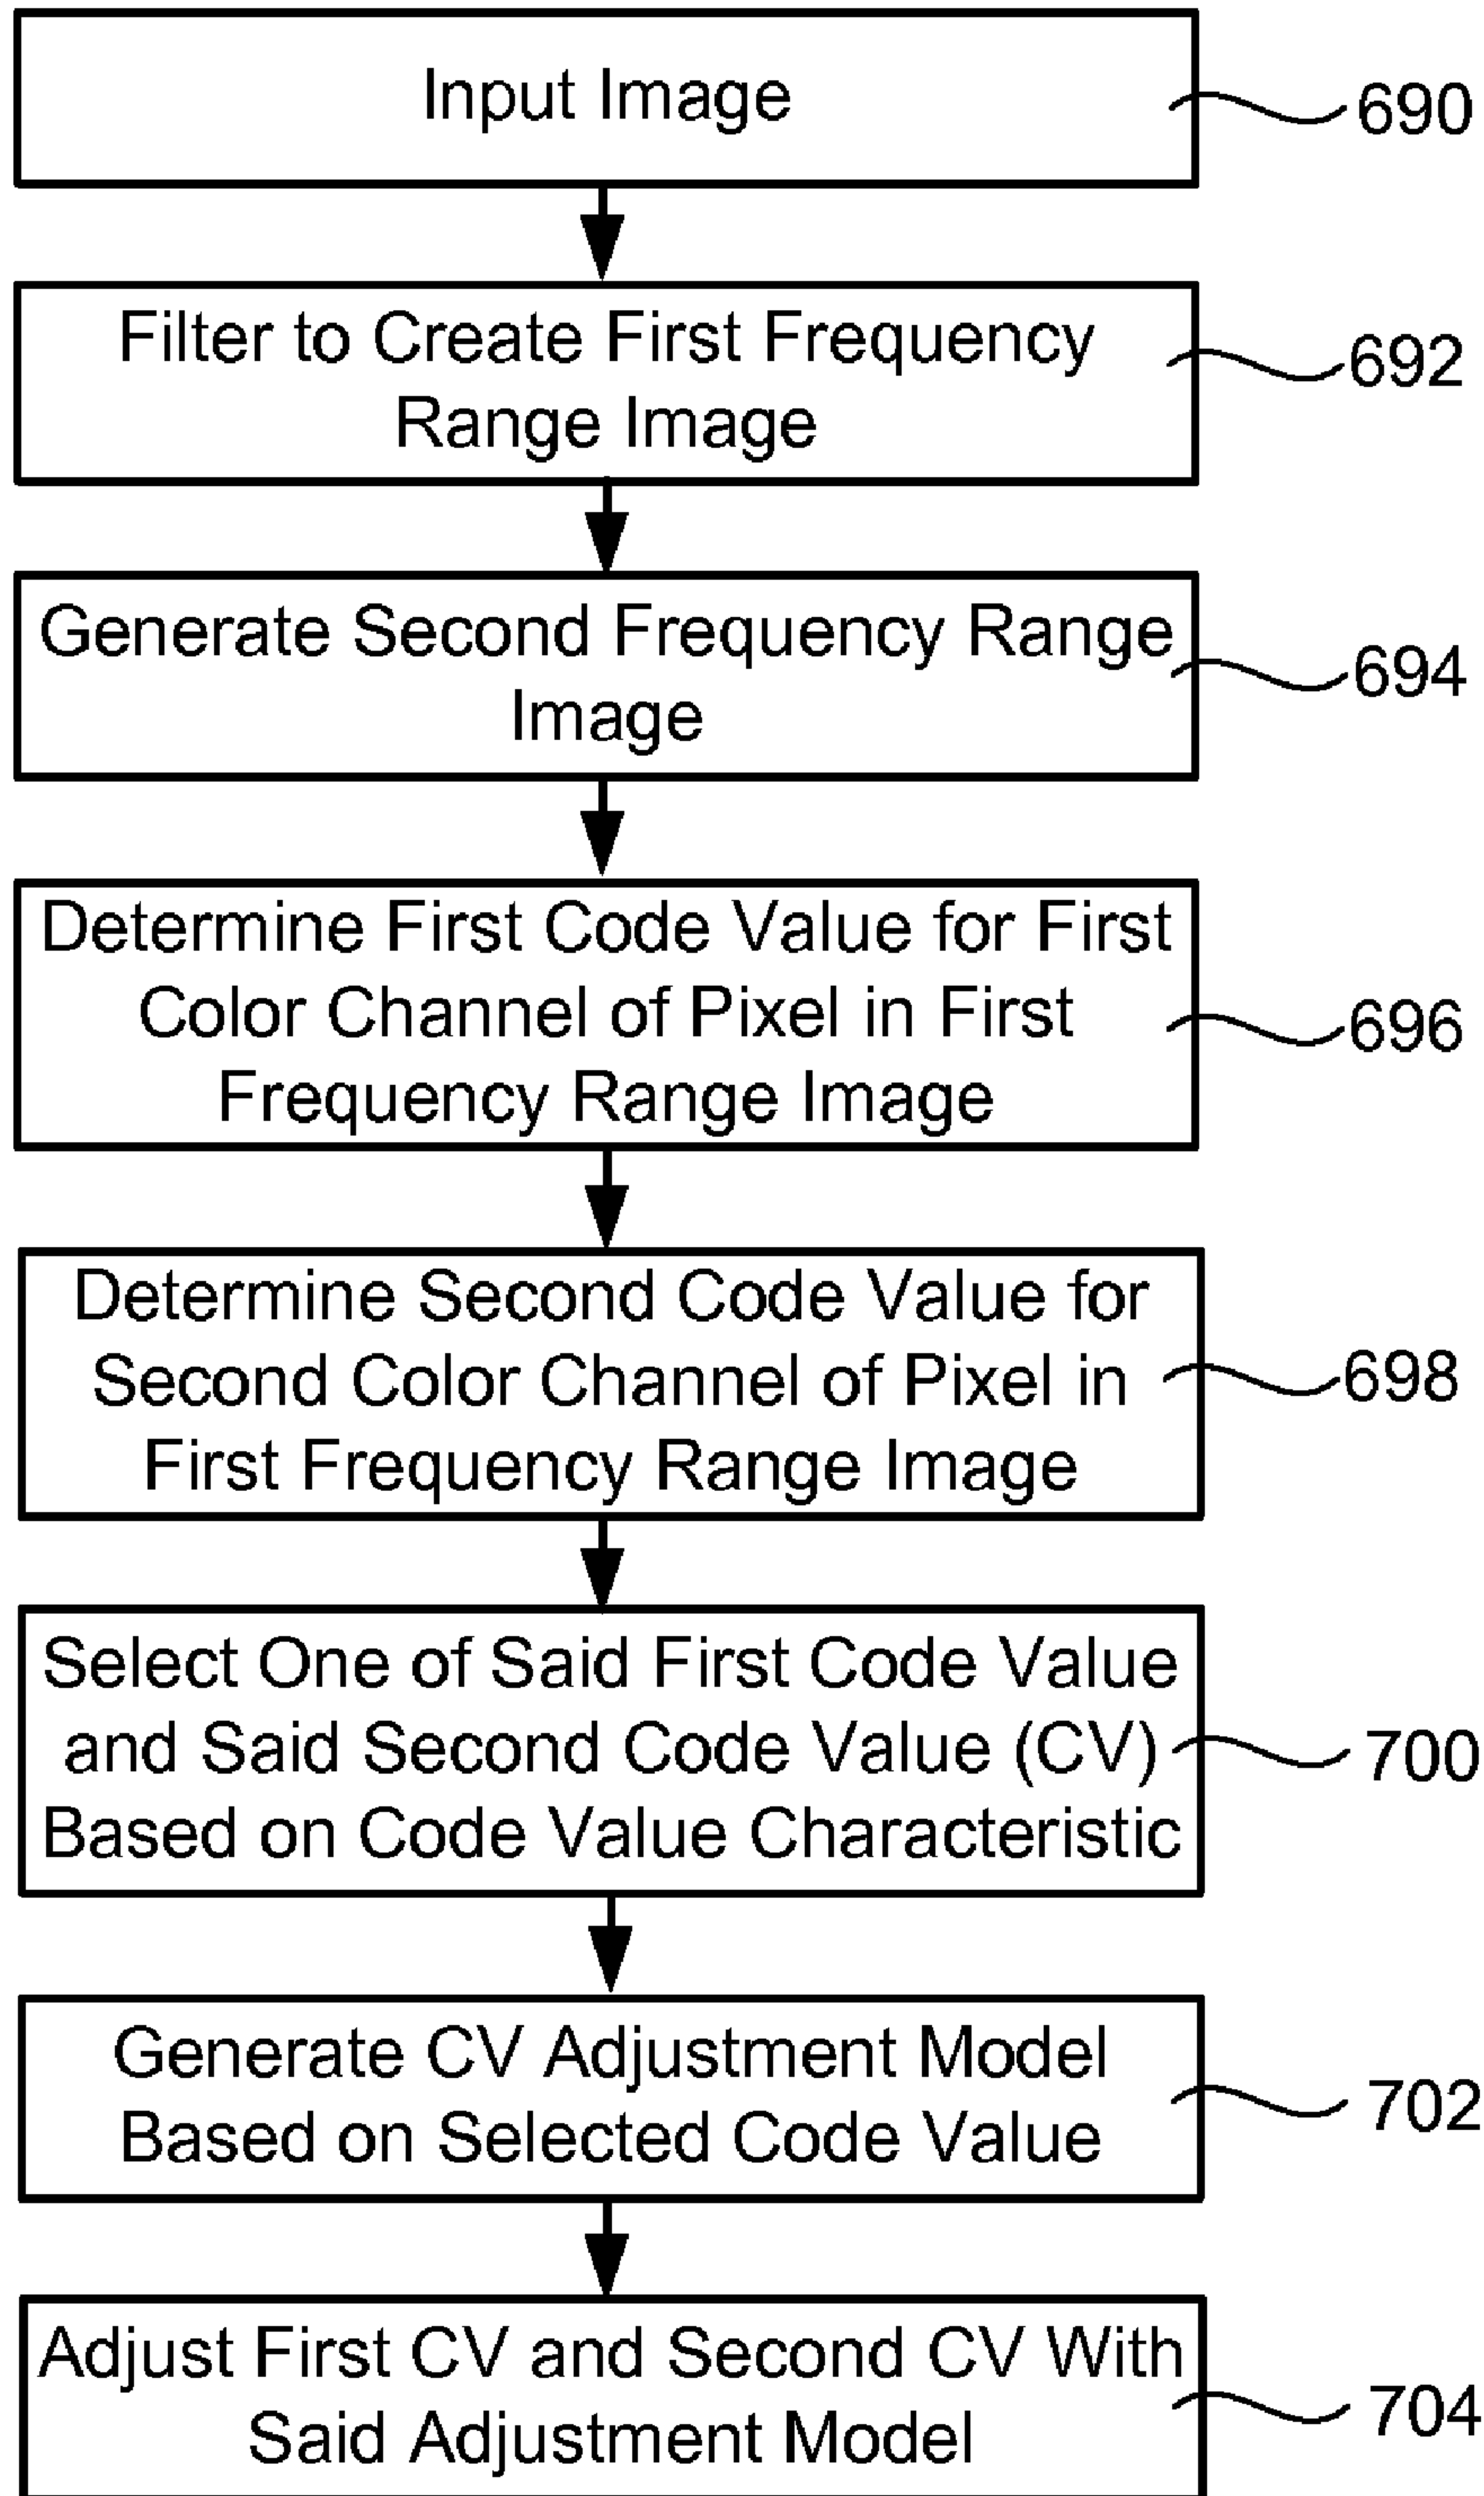 Input Image
690
Filter to Create First Frequency
Range Image
692
Generate Second Frequency Range
Image
694
Determine First Code Value for First
Color Channel of Pixel in First
Frequency Range Image
696
Determine Second Code Value for
Second Color Channel of Pixel in
First Frequency Range Image
698
Select One of Said First Code Value
and Said Second Code Value (CV)
Based on Code Value Characteristic
700
Generate CV Adjustment Model
Based on Selected Code Value
702
Adjust First CV and Second CV With
Said Adjustment Model
704